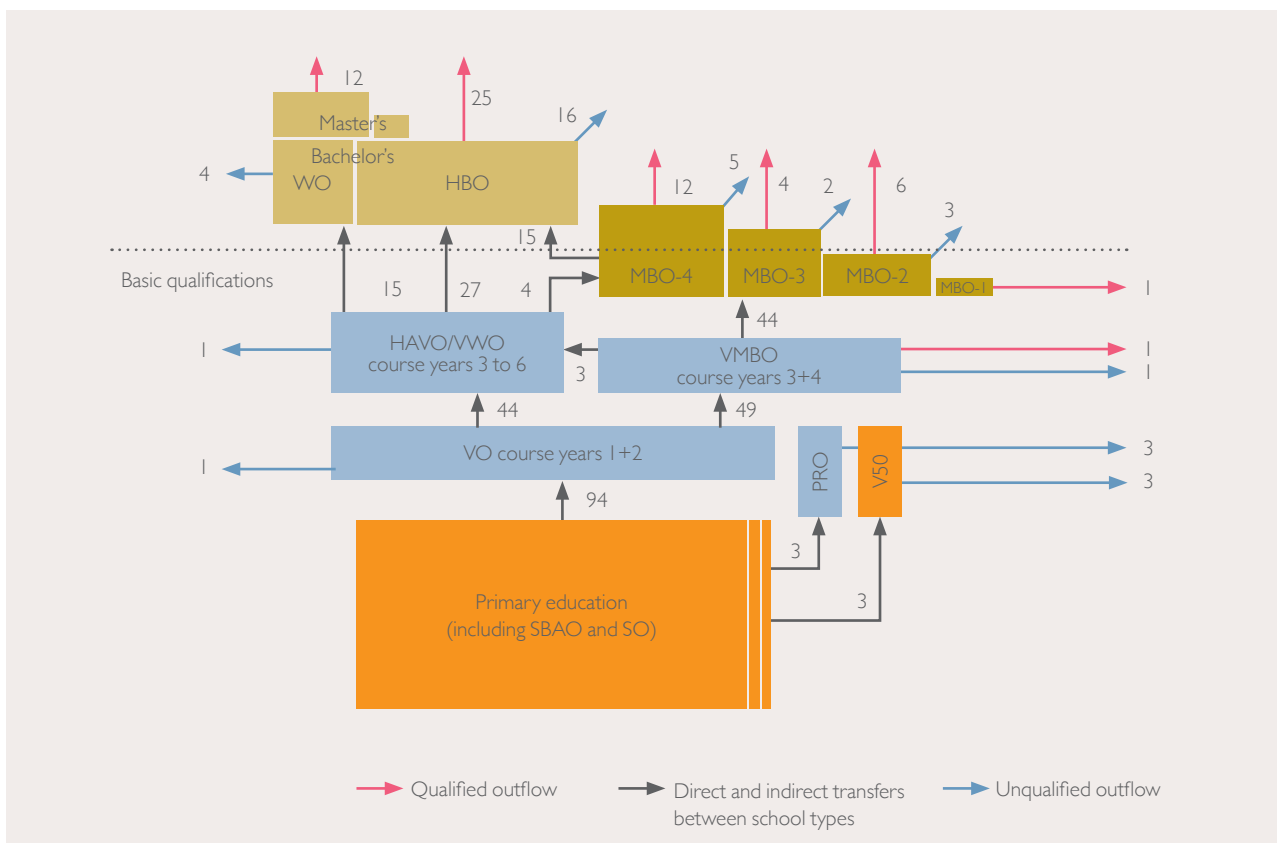 12
25
16
Master's
4
Bachelor's
WO
HBO
5
12
4
2
6
3
15
MBO-4
MBO-3
MBO-2
MBO-1
Basic qualifications
15
27
4
44
1
1
HAVO/VWO
course years 3 to 6
3
VMBO
course years 3+4
1
1
44
49
1
VO course years 1+2
PRO
V50
3
3
94
3
3
Primary education
(including SBAO and SO)
Qualified outflow
Direct and indirect transfers
between school types
Unqualified outflow